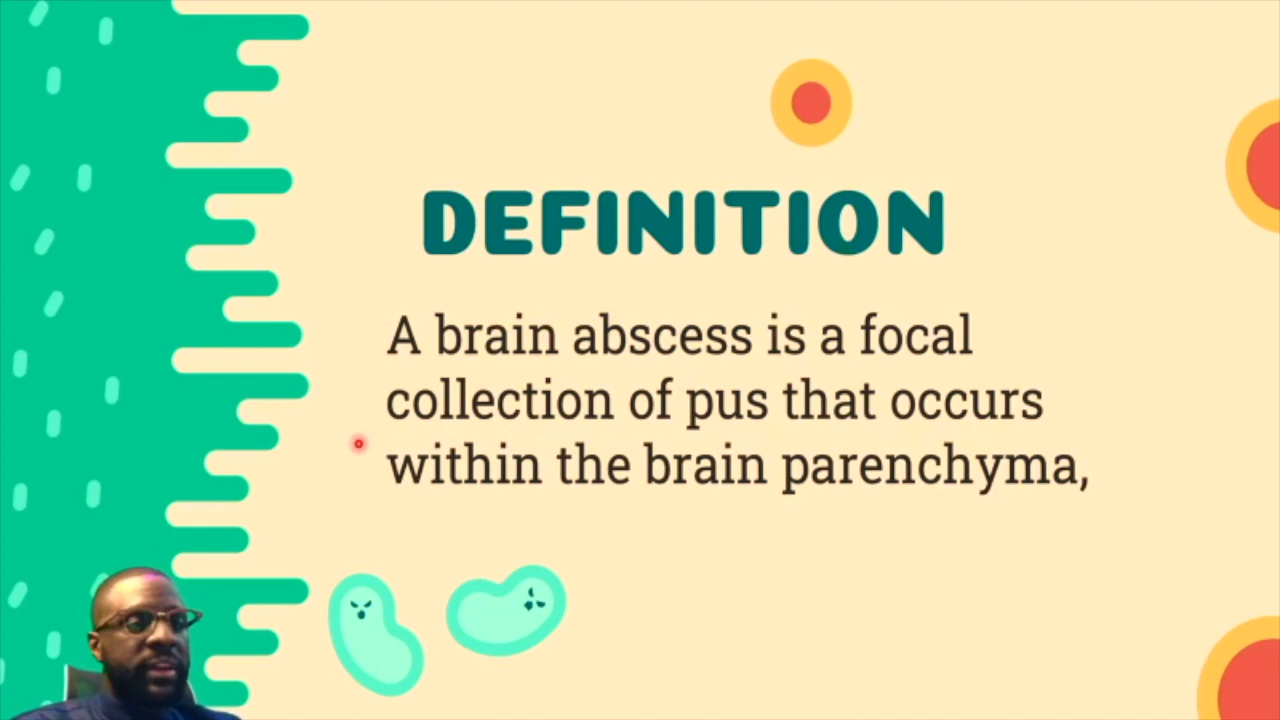 DEFINITION
A brain abscess is a focal
collection of pus that occurs
within the brain parenchyma,